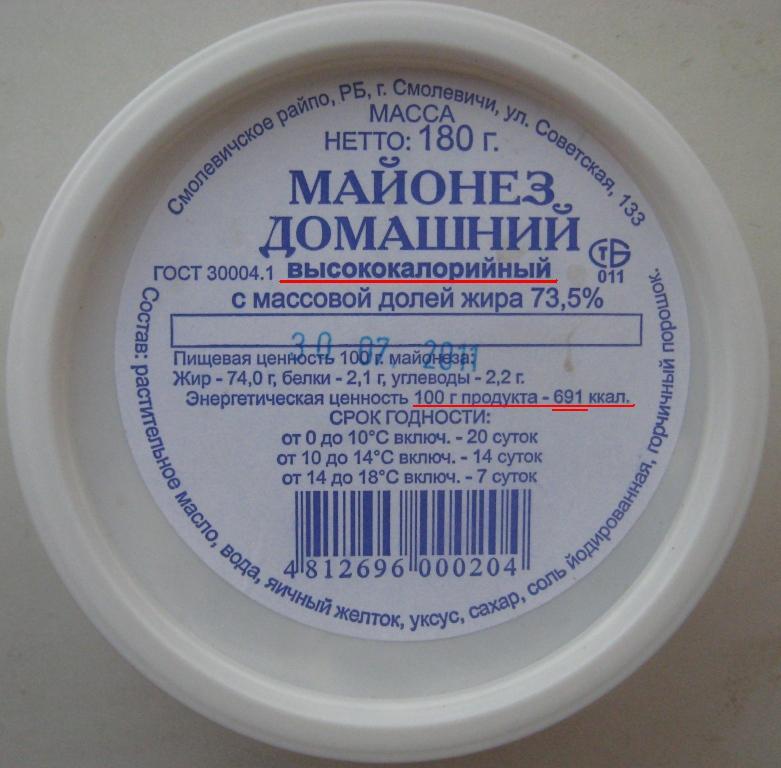 Смолевичское райпо, РБ, г. Смолевичи, ул. Советская, 133
МАССА
НЕТТО: 180 г.
МАЙОНЕЗ
ДОМАШНИЙ
ГОСТ 30004.1 высококалорийный
СТБ
011
с массовой долей жира 73,5%
30 07 2011
Пищевая ценность 100 г. майонеза:
Жир - 74,0 г, белки - 2,1 г, углеводы - 2,2 г.
Энергетическая ценность 100 г продукта - 691 ккал.
СРОК ГОДНОСТИ:
от 0 до 10°С включ. - 20 суток
от 10 до 14°С включ. - 14 суток
от 14 до 18°С включ. - 7 суток
4 812696 000204
Состав: растительное масло, вода, яичный желток, уксус, сахар, соль йодированная, горчичный порошок.